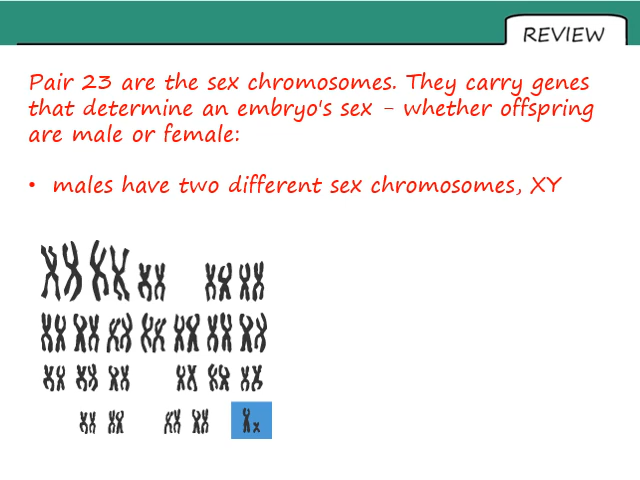 REVIEW
Pair 23 are the sex chromosomes. They carry genes
that determine an embryo's sex - whether offspring
are male or female:
• males have two different sex chromosomes, XY